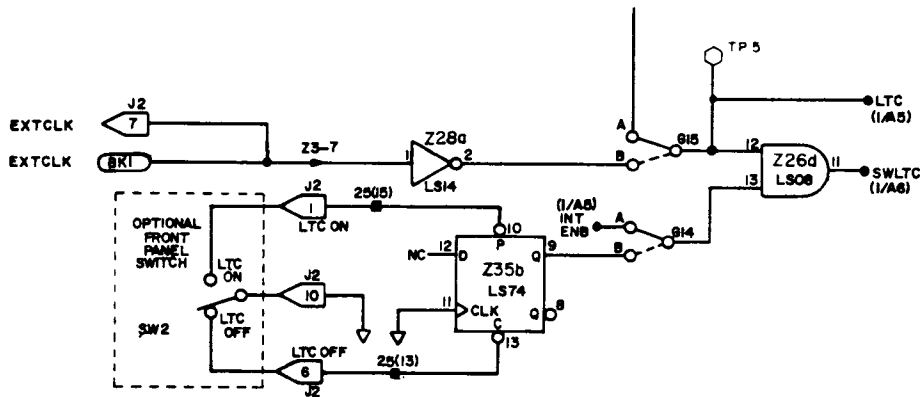 TP 5
J2
EXTCLK 7
A
G15
LTC
(1/A5)
Z28a
EXTCLK BK1
Z3-7
1 2
LS14
B
12
Z26d
LS08
11
SWLTC
(1/A6)
13
J2
1
LTC ON
25(15)
(1/A8)
INT
ENB
A
G14
B
OPTIONAL
FRONT
PANEL
SWITCH
LTC
ON
10
P
NC 12 D
Q 9
Z35b
LS74
J2
10
11 CLK
Q 8
C
13
LTC
OFF
SW2
LTC OFF
6
J2
25(13)